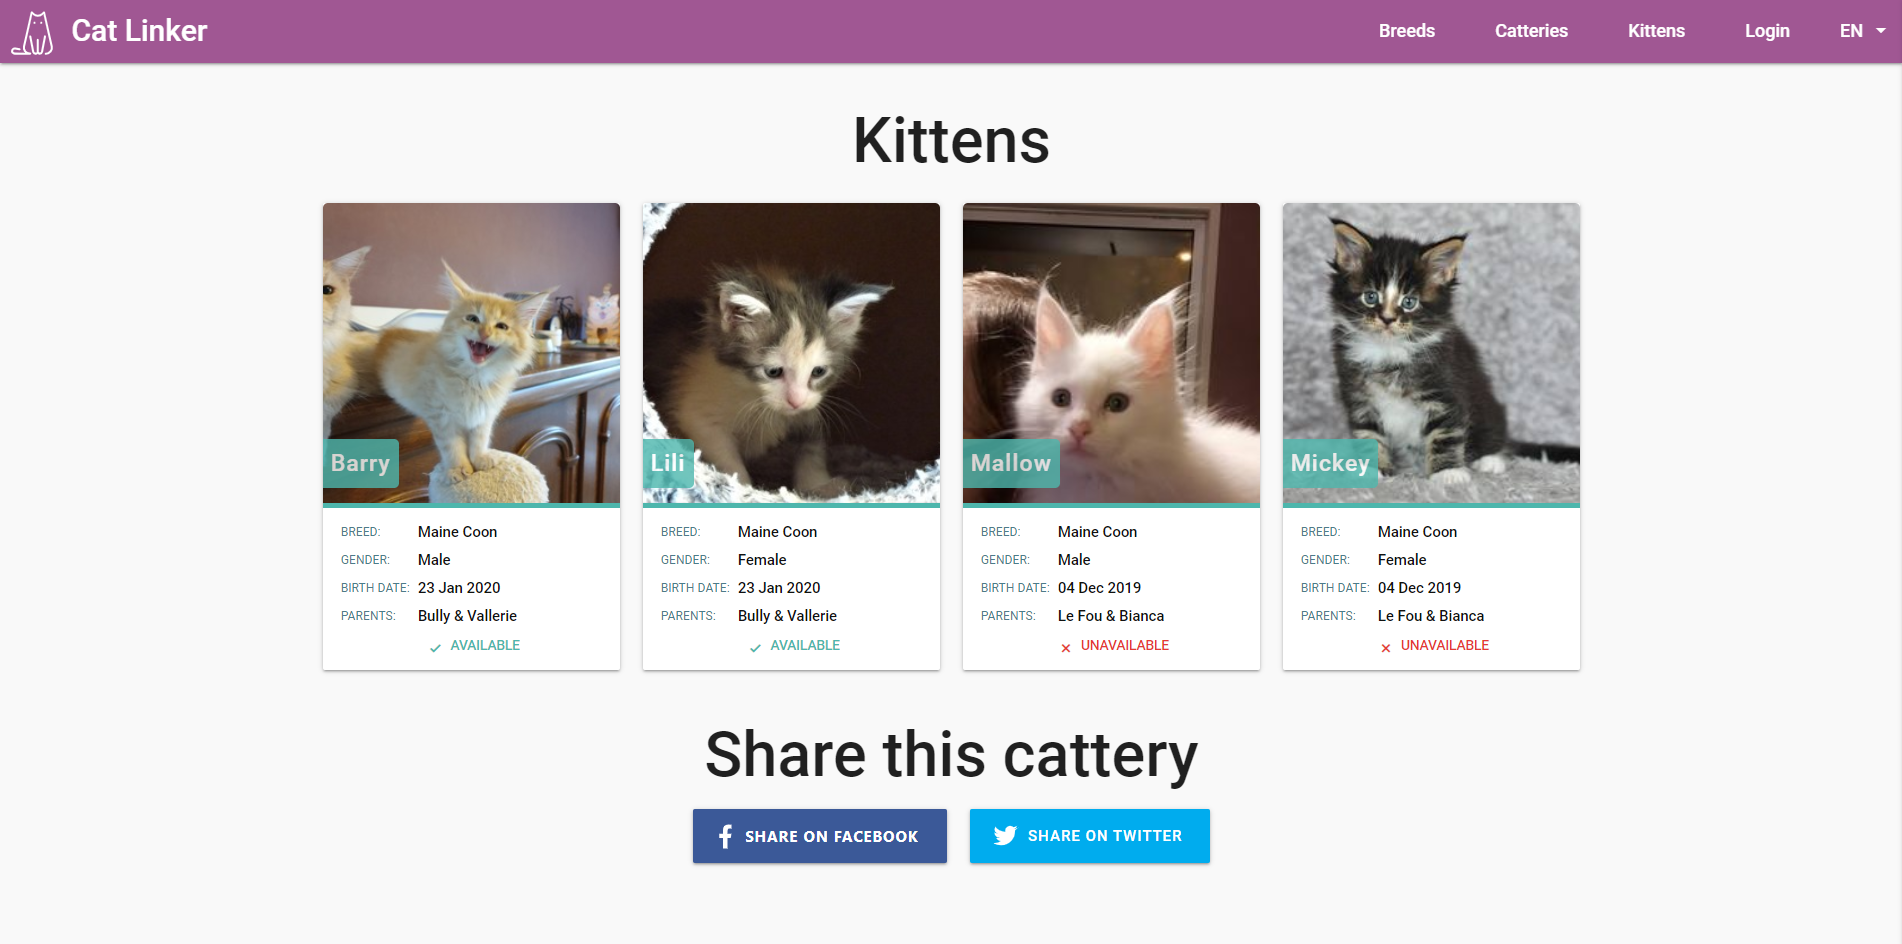 Cat Linker
Breeds
Catteries
Kittens
Login
EN
Kittens
Barry
BREED: Maine Coon
GENDER: Male
BIRTH DATE: 23 Jan 2020
PARENTS: Bully & Vallerie
AVAILABLE
Lili
BREED: Maine Coon
GENDER: Female
BIRTH DATE: 23 Jan 2020
PARENTS: Bully & Vallerie
AVAILABLE
Mallow
BREED: Maine Coon
GENDER: Male
BIRTH DATE: 04 Dec 2019
PARENTS: Le Fou & Bianca
UNAVAILABLE
Mickey
BREED: Maine Coon
GENDER: Female
BIRTH DATE: 04 Dec 2019
PARENTS: Le Fou & Bianca
UNAVAILABLE
Share this cattery
SHARE ON FACEBOOK
SHARE ON TWITTER